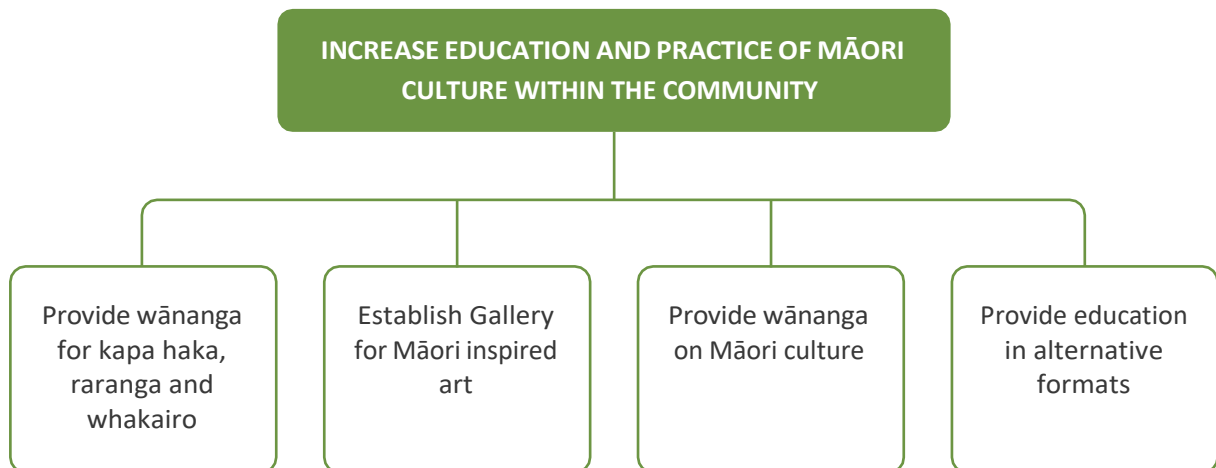 INCREASE EDUCATION AND PRACTICE OF MĀORI
CULTURE WITHIN THE COMMUNITY
Provide wānanga
for kapa haka,
raranga and
whakairo
Establish Gallery
for Māori inspired
art
Provide wānanga
on Māori culture
Provide education
in alternative
formats